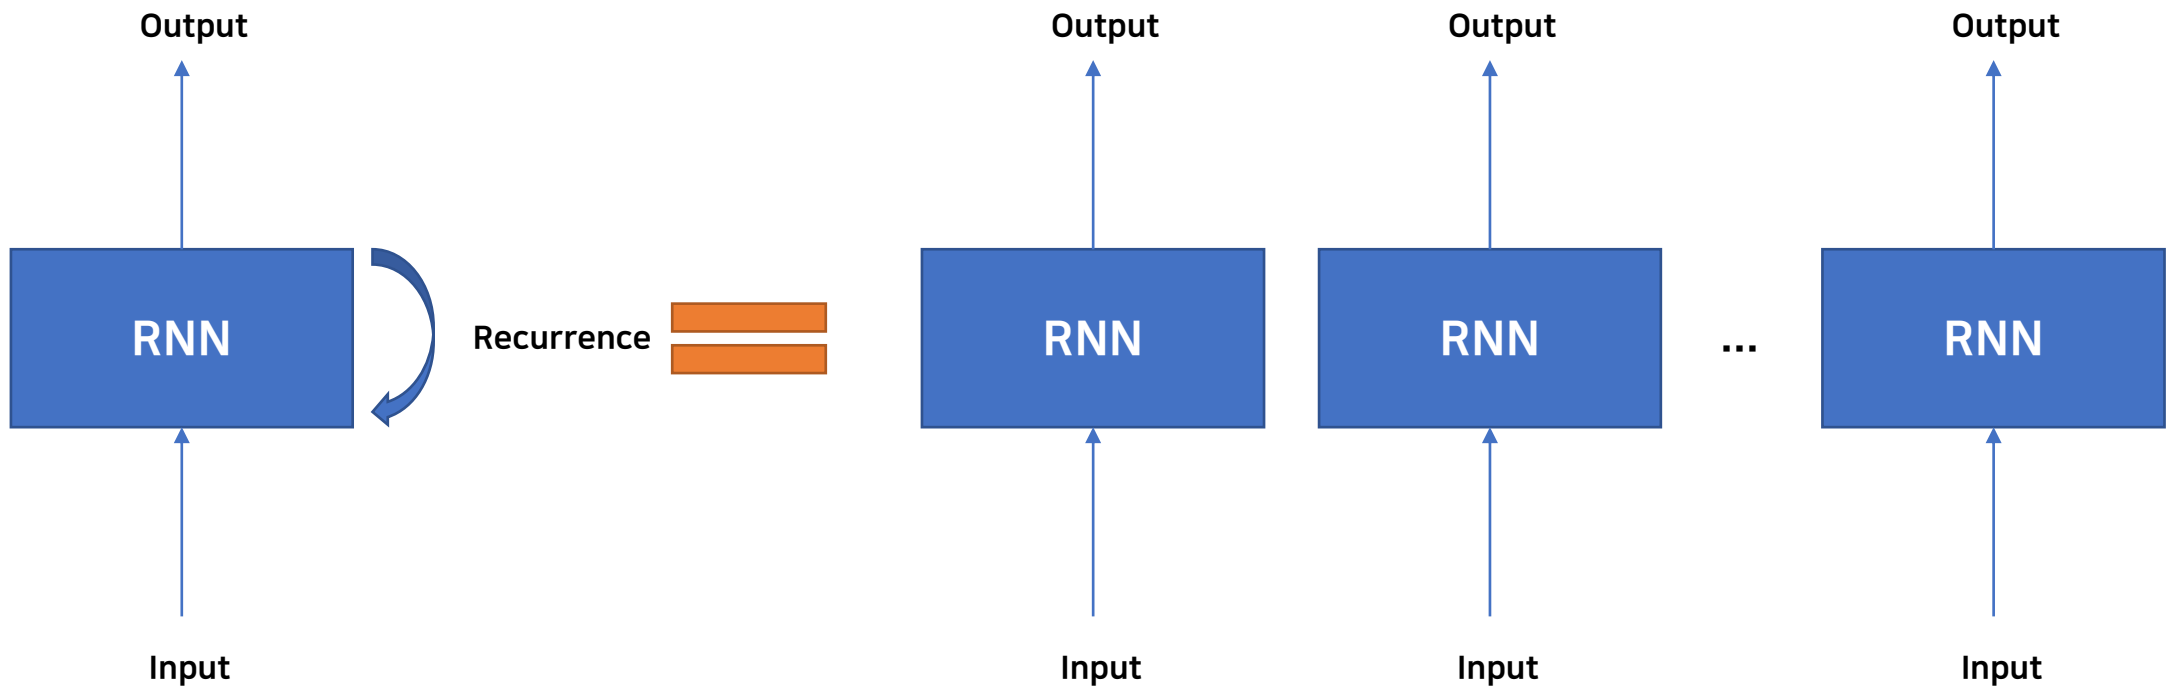 Output Output Output Output
RNN Recurrence RNN RNN ... RNN
Input Input Input Input